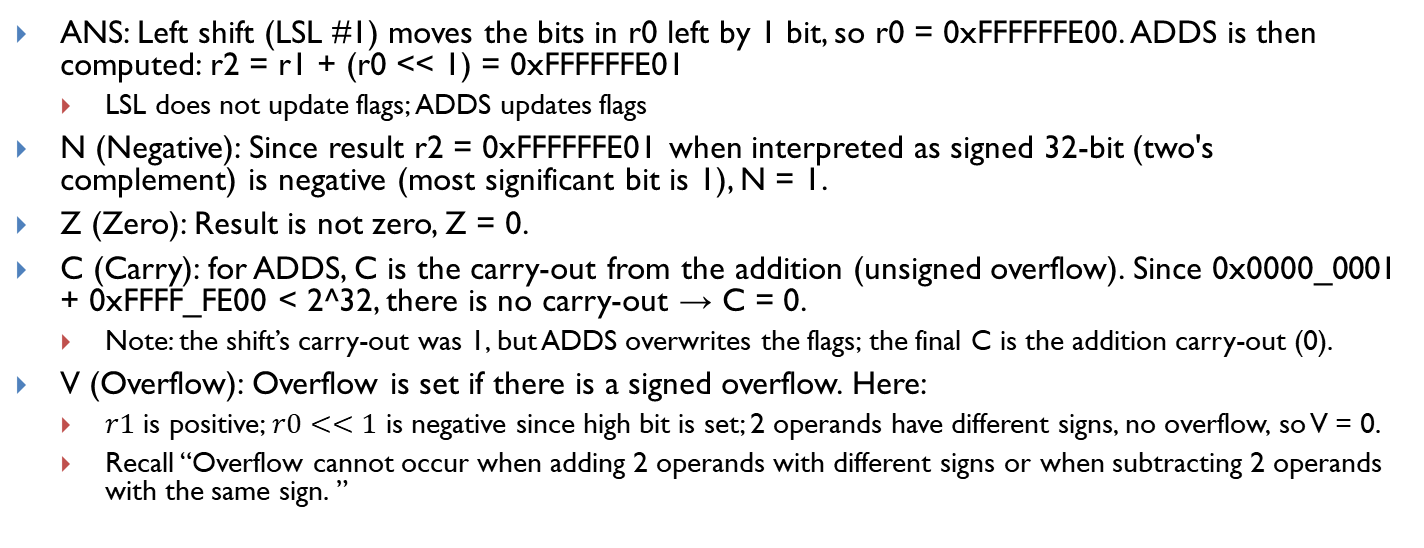 ANS: Left shift (LSL #1) moves the bits in r0 left by 1 bit, so r0 = 0xFFFFFFE00. ADDS is then
computed: r2 = r1 + (r0 << 1) = 0xFFFFFFE01
LSL does not update flags; ADDS updates flags
N (Negative): Since result r2 = 0xFFFFFFE01 when interpreted as signed 32-bit (two's
complement) is negative (most significant bit is 1), N = 1.
Z (Zero): Result is not zero, Z = 0.
C (Carry): for ADDS, C is the carry-out from the addition (unsigned overflow). Since 0x0000_0001
+ 0xFFFF_FE00 < 2^32, there is no carry-out → C = 0.
Note: the shift’s carry-out was 1, but ADDS overwrites the flags; the final C is the addition carry-out (0).
V (Overflow): Overflow is set if there is a signed overflow. Here:
r1 is positive; r0 << 1 is negative since high bit is set; 2 operands have different signs, no overflow, so V = 0.
Recall “Overflow cannot occur when adding 2 operands with different signs or when subtracting 2 operands
with the same sign. ”